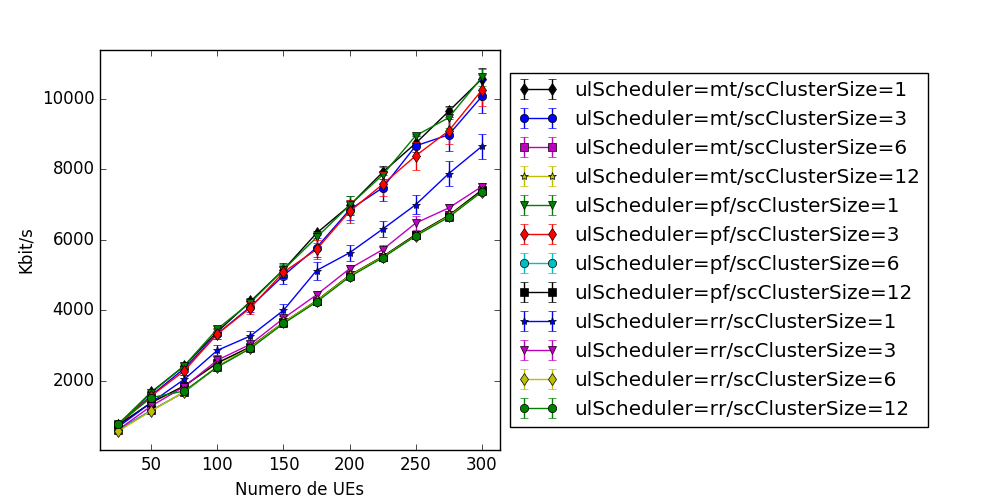 10000
8000
6000
4000
2000
Kbit/s
50 100 150 200 250 300
Numero de UEs
ulScheduler=mt/scClusterSize=1
ulScheduler=mt/scClusterSize=3
ulScheduler=mt/scClusterSize=6
ulScheduler=mt/scClusterSize=12
ulScheduler=pf/scClusterSize=1
ulScheduler=pf/scClusterSize=3
ulScheduler=pf/scClusterSize=6
ulScheduler=pf/scClusterSize=12
ulScheduler=rr/scClusterSize=1
ulScheduler=rr/scClusterSize=3
ulScheduler=rr/scClusterSize=6
ulScheduler=rr/scClusterSize=12